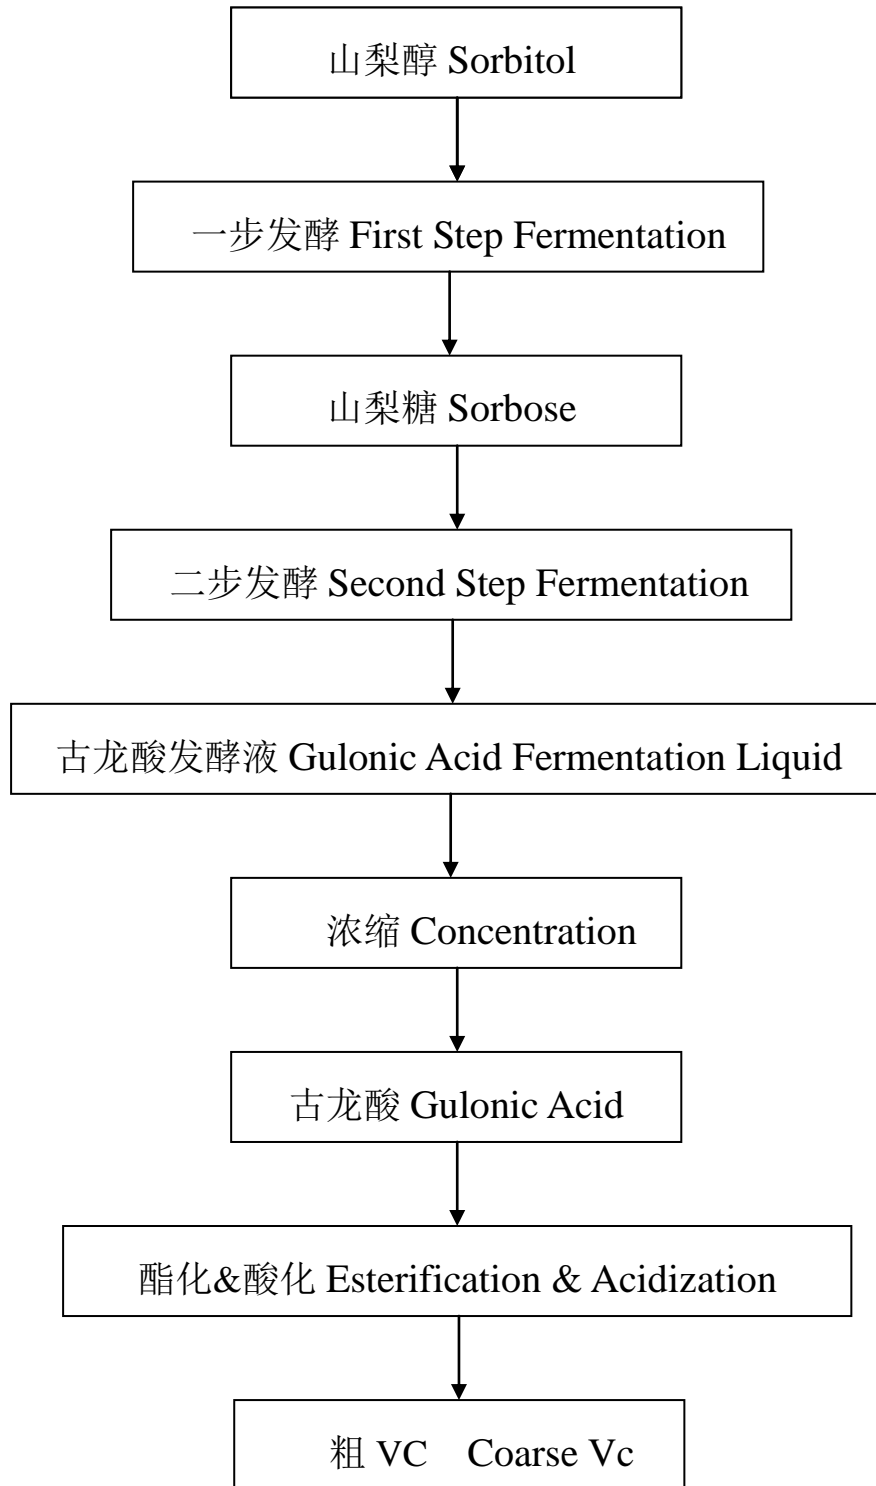 山梨醇 Sorbitol
一步发酵 First Step Fermentation
山梨糖 Sorbose
二步发酵 Second Step Fermentation
古龙酸发酵液 Gulonic Acid Fermentation Liquid
浓缩 Concentration
古龙酸 Gulonic Acid
酯化&酸化 Esterification & Acidization
粗 VC Coarse Vc